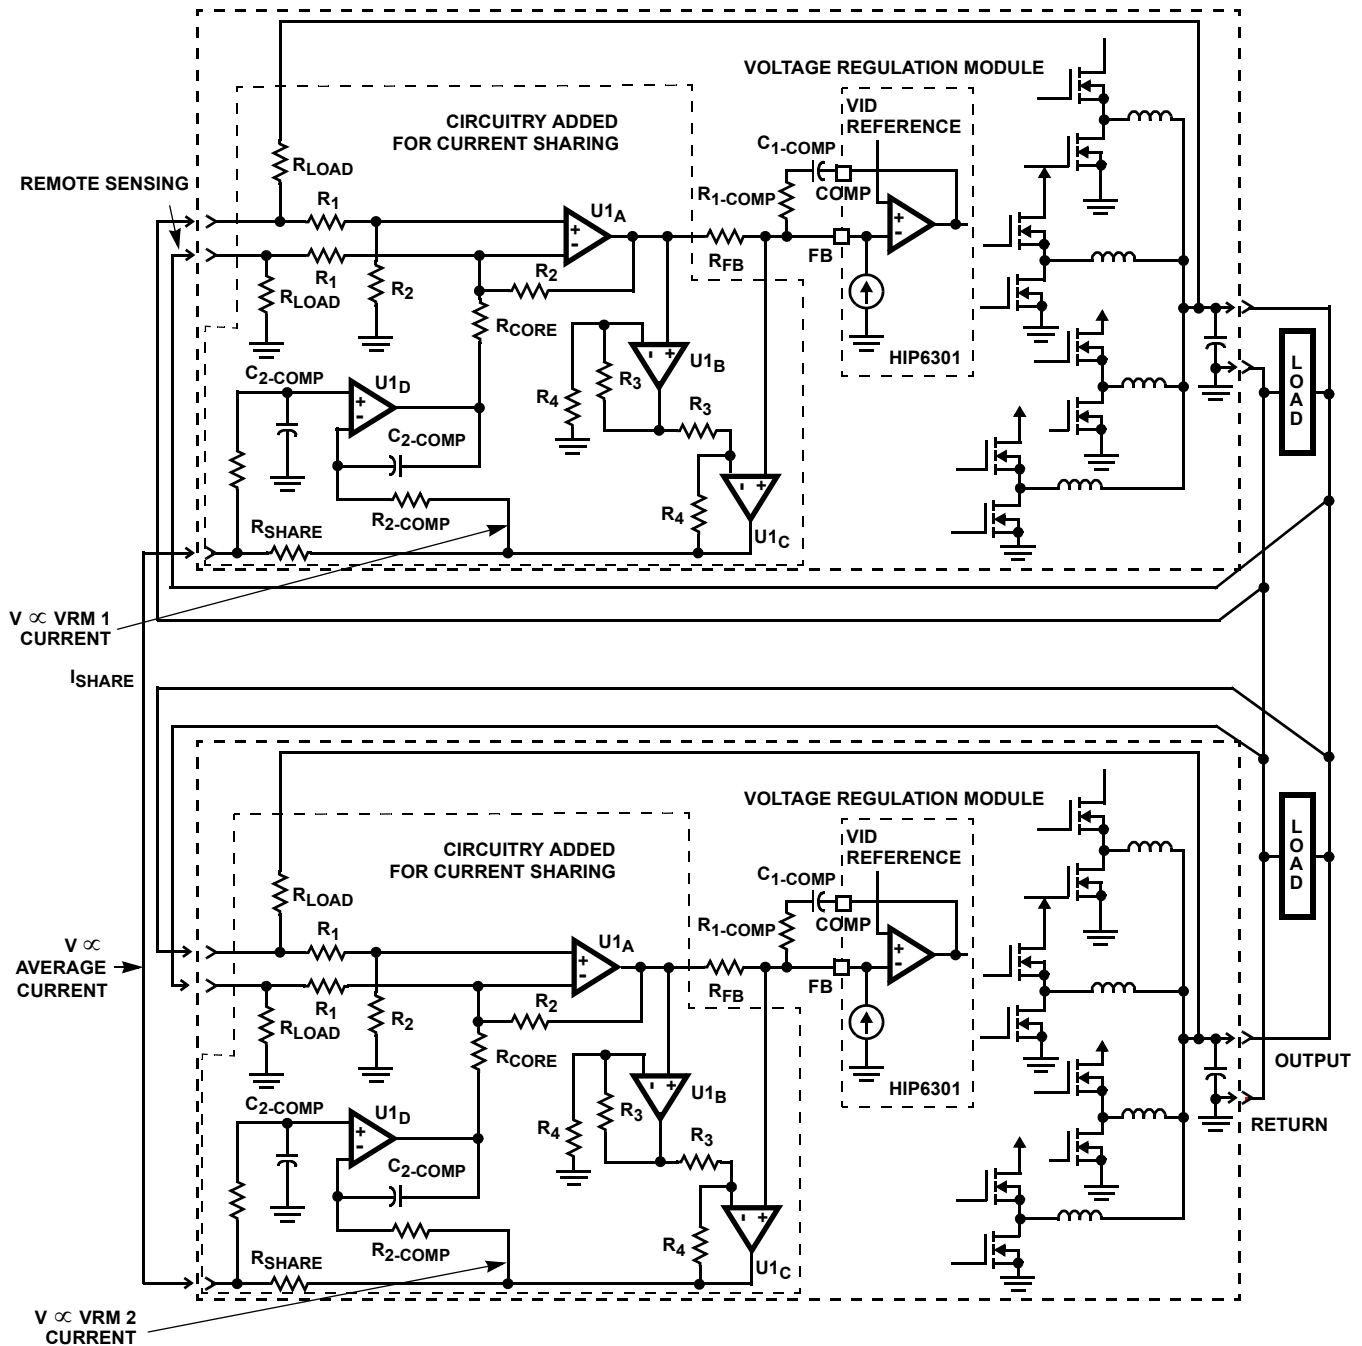 VOLTAGE REGULATION MODULE
VID
REFERENCE
CIRCUITRY ADDED
FOR CURRENT SHARING
C1-COMP
RLOAD
REMOTE SENSING
R1-COMP
COMP
R1
U1A
+
-
+
-
R1
R2
R2
RFB
FB
RLOAD
RCORE
HIP6301
- +
U1B
C2-COMP
U1D
R3
R4
R3
+
-
C2-COMP
- +
R2-COMP
R4
RSHARE
U1C
LOAD
V ∝ VRM 1
CURRENT
ISHARE
VOLTAGE REGULATION MODULE
VID
REFERENCE
CIRCUITRY ADDED
FOR CURRENT SHARING
C1-COMP
RLOAD
R1-COMP
COMP
R1
U1A
+
-
+
-
V ∝
AVERAGE
CURRENT
R1
R2
R2
RFB
FB
RLOAD
RCORE
HIP6301
- +
U1B
C2-COMP
U1D
R3
R4
R3
+
-
C2-COMP
- +
R2-COMP
R4
RSHARE
U1C
LOAD
OUTPUT
RETURN
V ∝ VRM 2
CURRENT